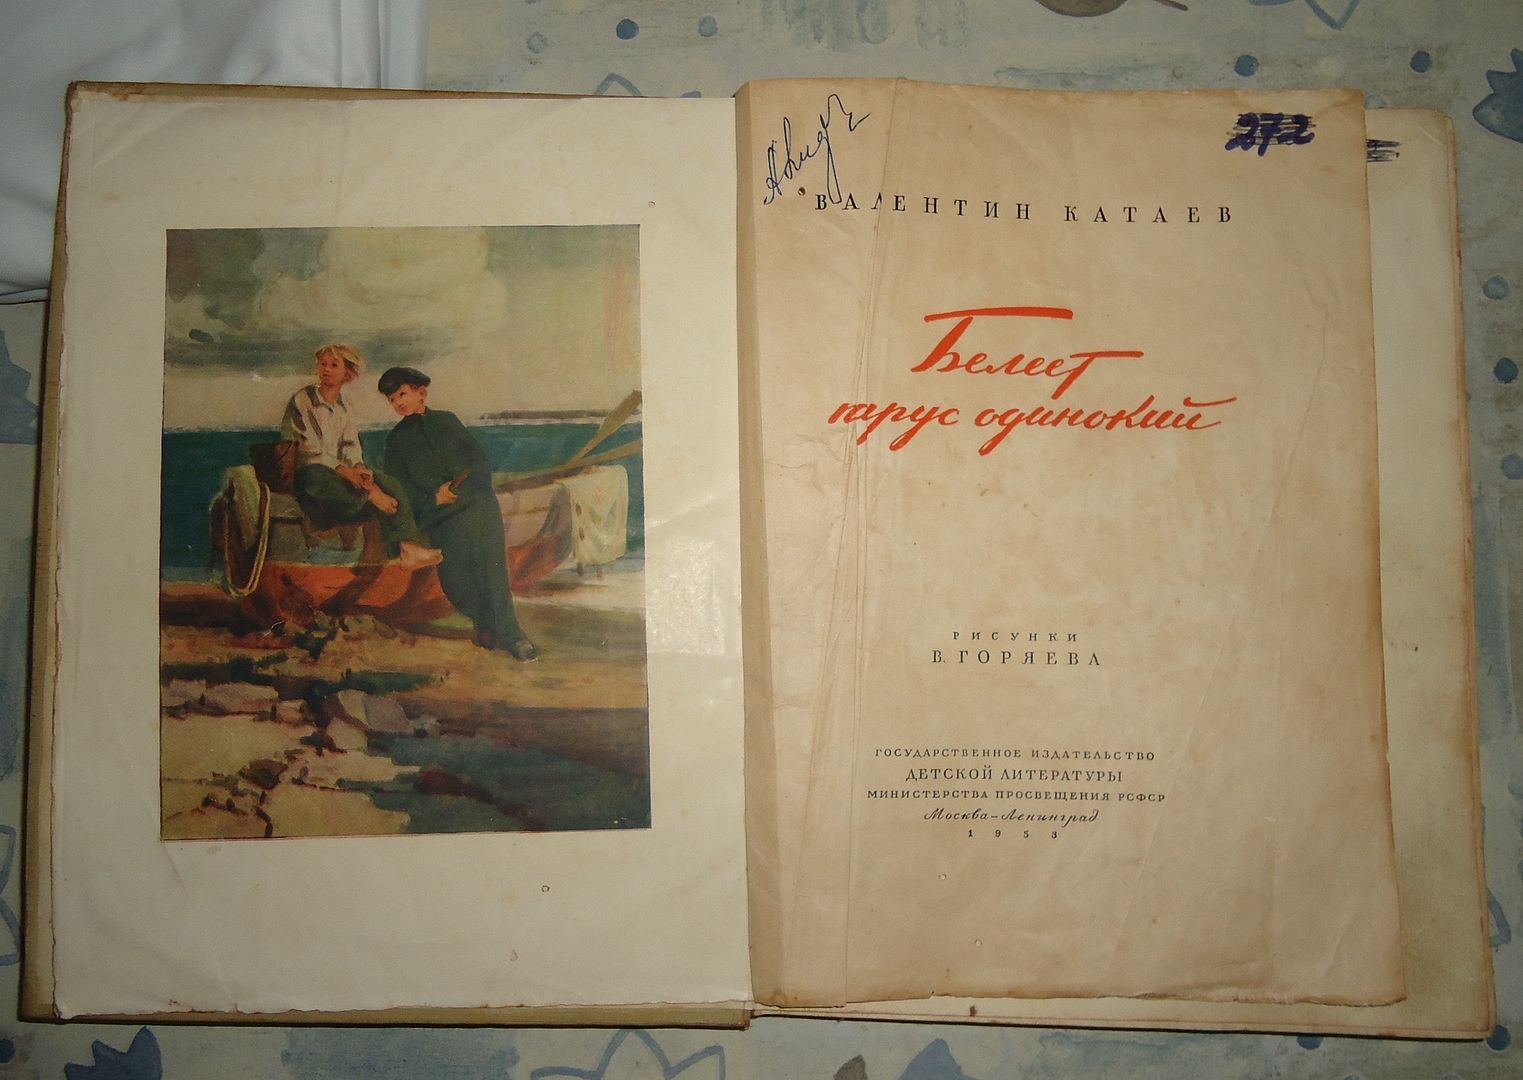 272
ВАЛЕНТИН КАТАЕВ
Белеет
парус одинокий
РИСУНКИ
В. ГОРЯЕВА
ГОСУДАРСТВЕННОЕ ИЗДАТЕЛЬСТВО
ДЕТСКОЙ ЛИТЕРАТУРЫ
МИНИСТЕРСТВА ПРОСВЕЩЕНИЯ РСФСР
Москва–Ленинград
1953